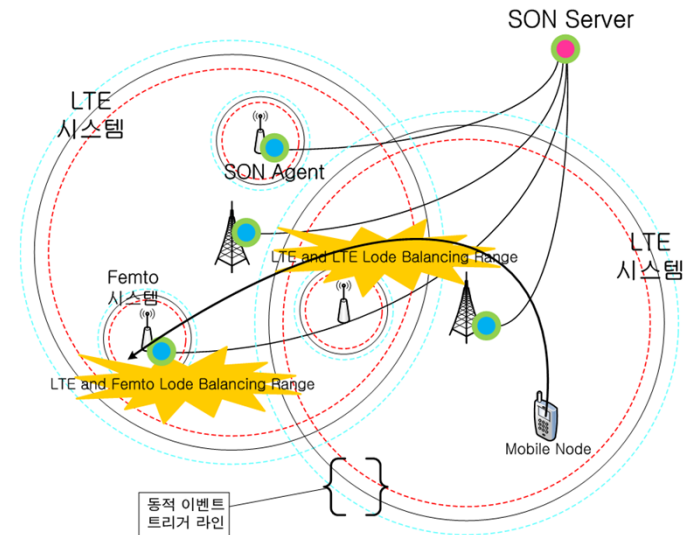 SON Server
LTE
시스템
SON Agent
LTE and LTE Lode Balancing Range
LTE
시스템
Femto
시스템
LTE and Femto Lode Balancing Range
Mobile Node
동적 이벤트
트리거 라인